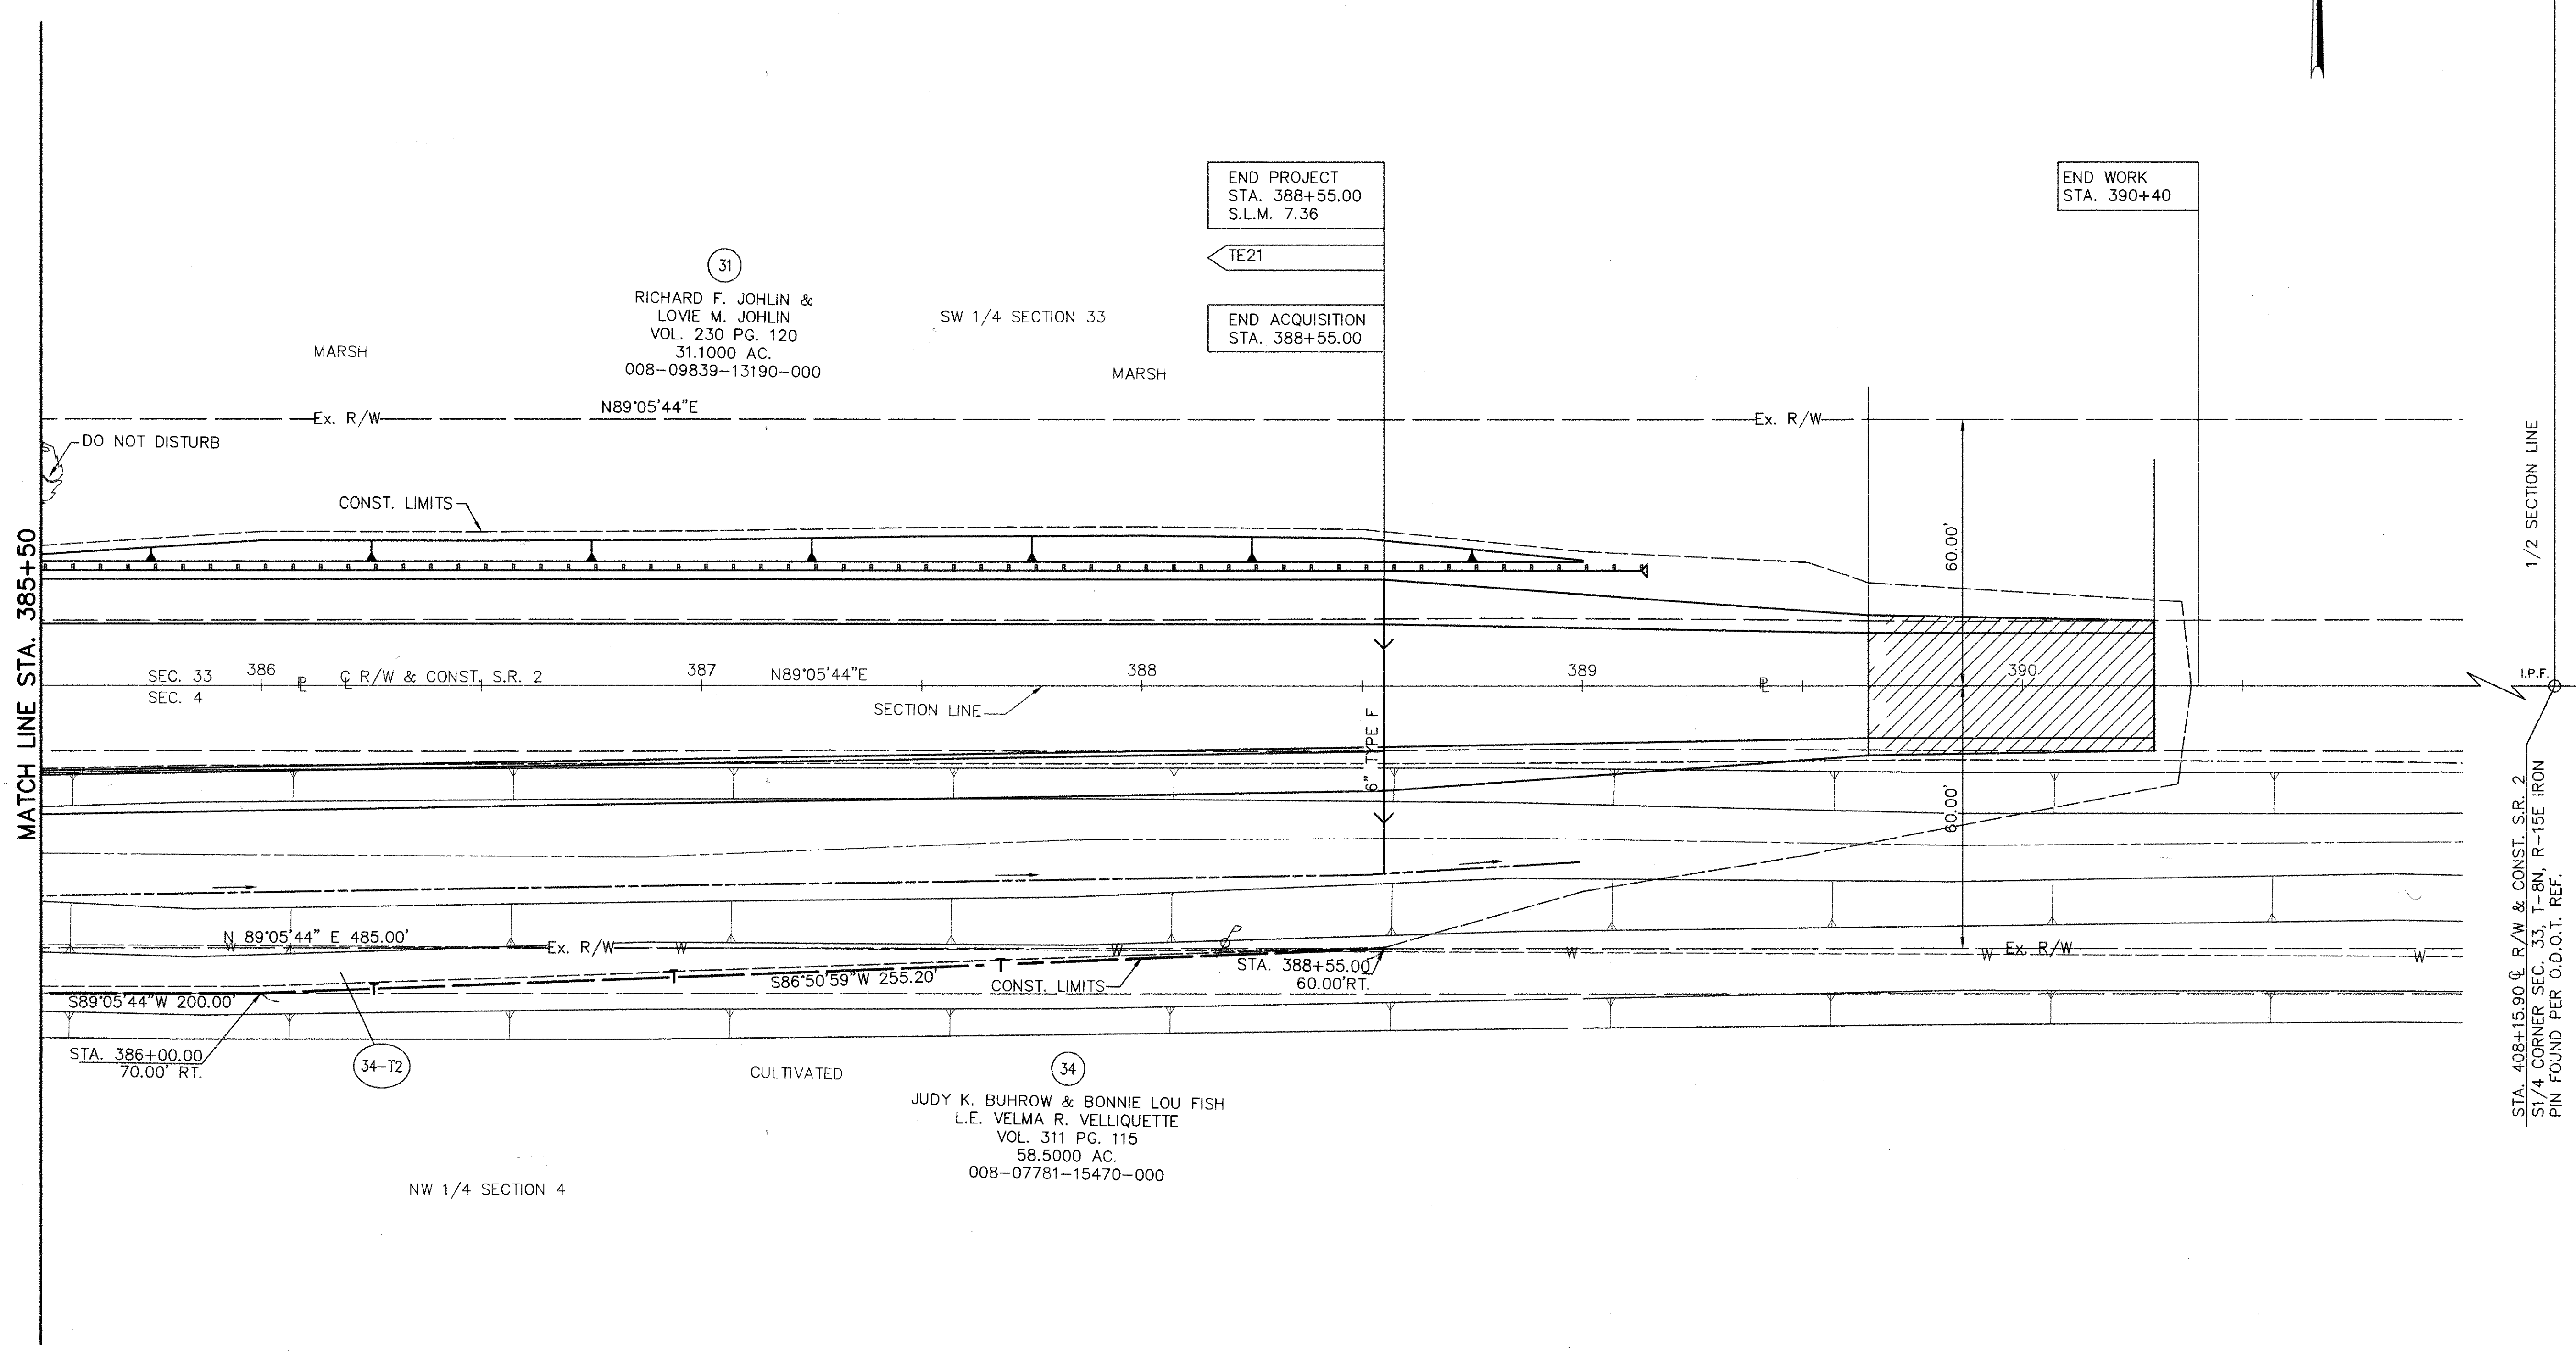 END PROJECT
STA. 388+55.00
S.L.M. 7.36
END WORK
STA. 390+40
TE21
31
RICHARD F. JOHLIN &
LOVIE M. JOHLIN
VOL. 230 PG. 120
31.1000 AC.
008-09839-13190-000
SW 1/4 SECTION 33
END ACQUISITION
STA. 388+55.00
MARSH
MARSH
Ex. R/W
N89°05'44"E
Ex. R/W
DO NOT DISTURB
CONST. LIMITS
60.00'
1/2 SECTION LINE
MATCH LINE STA. 385+50
SEC. 33
386
℄ R/W & CONST. S.R. 2
387
N89°05'44"E
388
389
390
I.P.F.
SEC. 4
SECTION LINE
6" TYPE F
60.00'
N 89°05'44" E 485.00'
W
Ex. R/W
W
W
W
W
Ex. R/W
W
T
T
T
S89°05'44"W 200.00'
S86°50'59"W 255.20'
CONST. LIMITS
STA. 388+55.00
60.00'RT.
STA. 386+00.00
70.00' RT.
34-T2
CULTIVATED
34
JUDY K. BUHROW & BONNIE LOU FISH
L.E. VELMA R. VELLIQUETTE
VOL. 311 PG. 115
58.5000 AC.
008-07781-15470-000
NW 1/4 SECTION 4
STA. 408+15.90 ℄ R/W & CONST. S.R. 2
S1/4 CORNER SEC. 33, T-8N, R-15E IRON
PIN FOUND PER O.D.O.T. REF.